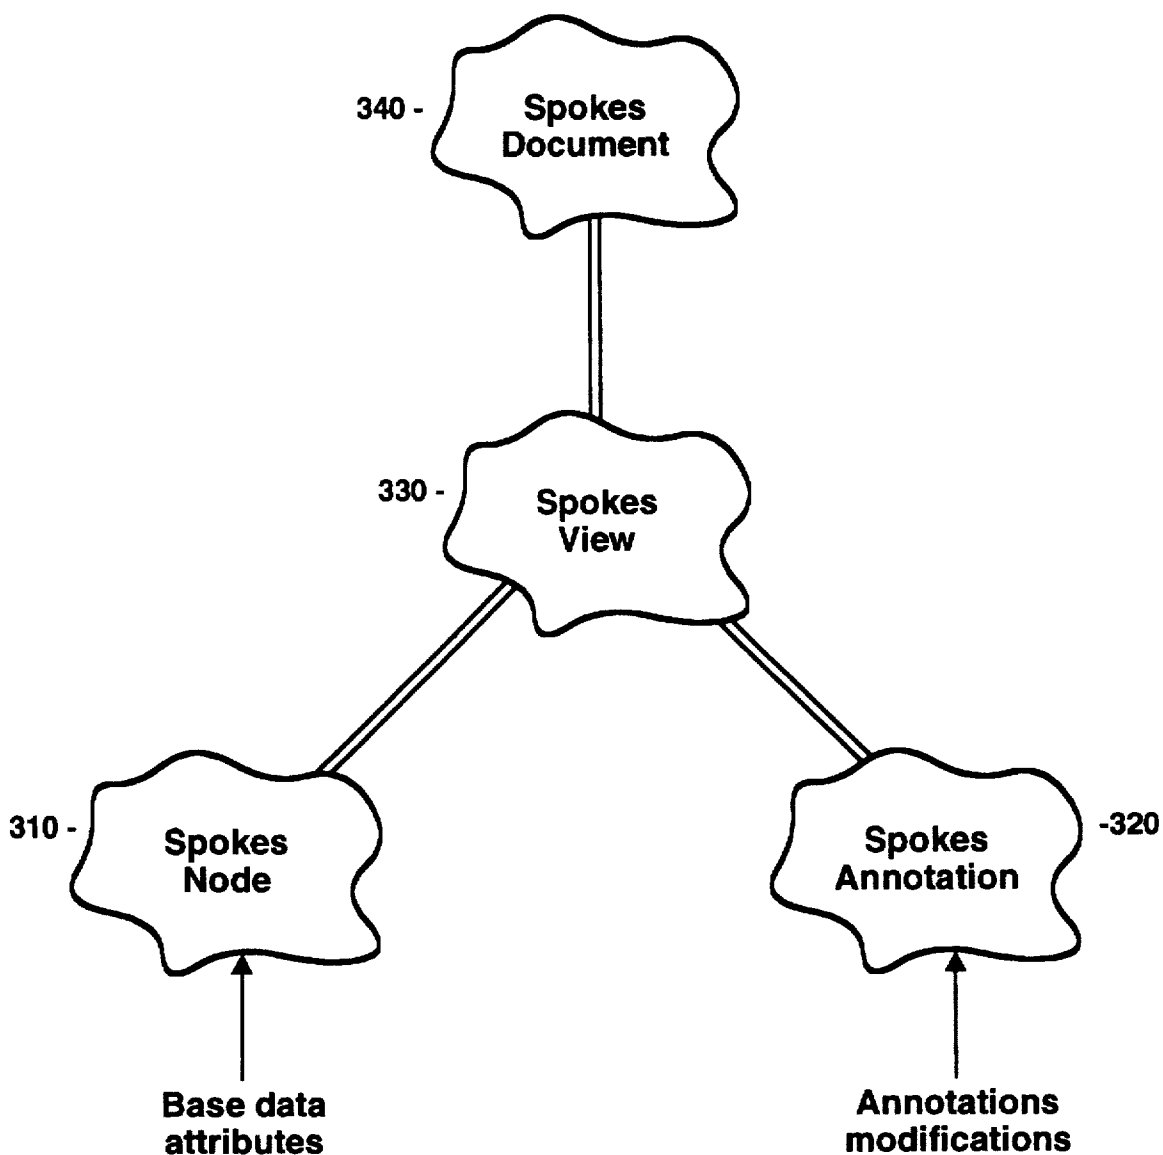 340 -
Spokes
Document
330 -
Spokes
View
310 -
Spokes
Node
-320
Spokes
Annotation
Base data
attributes
Annotations
modifications